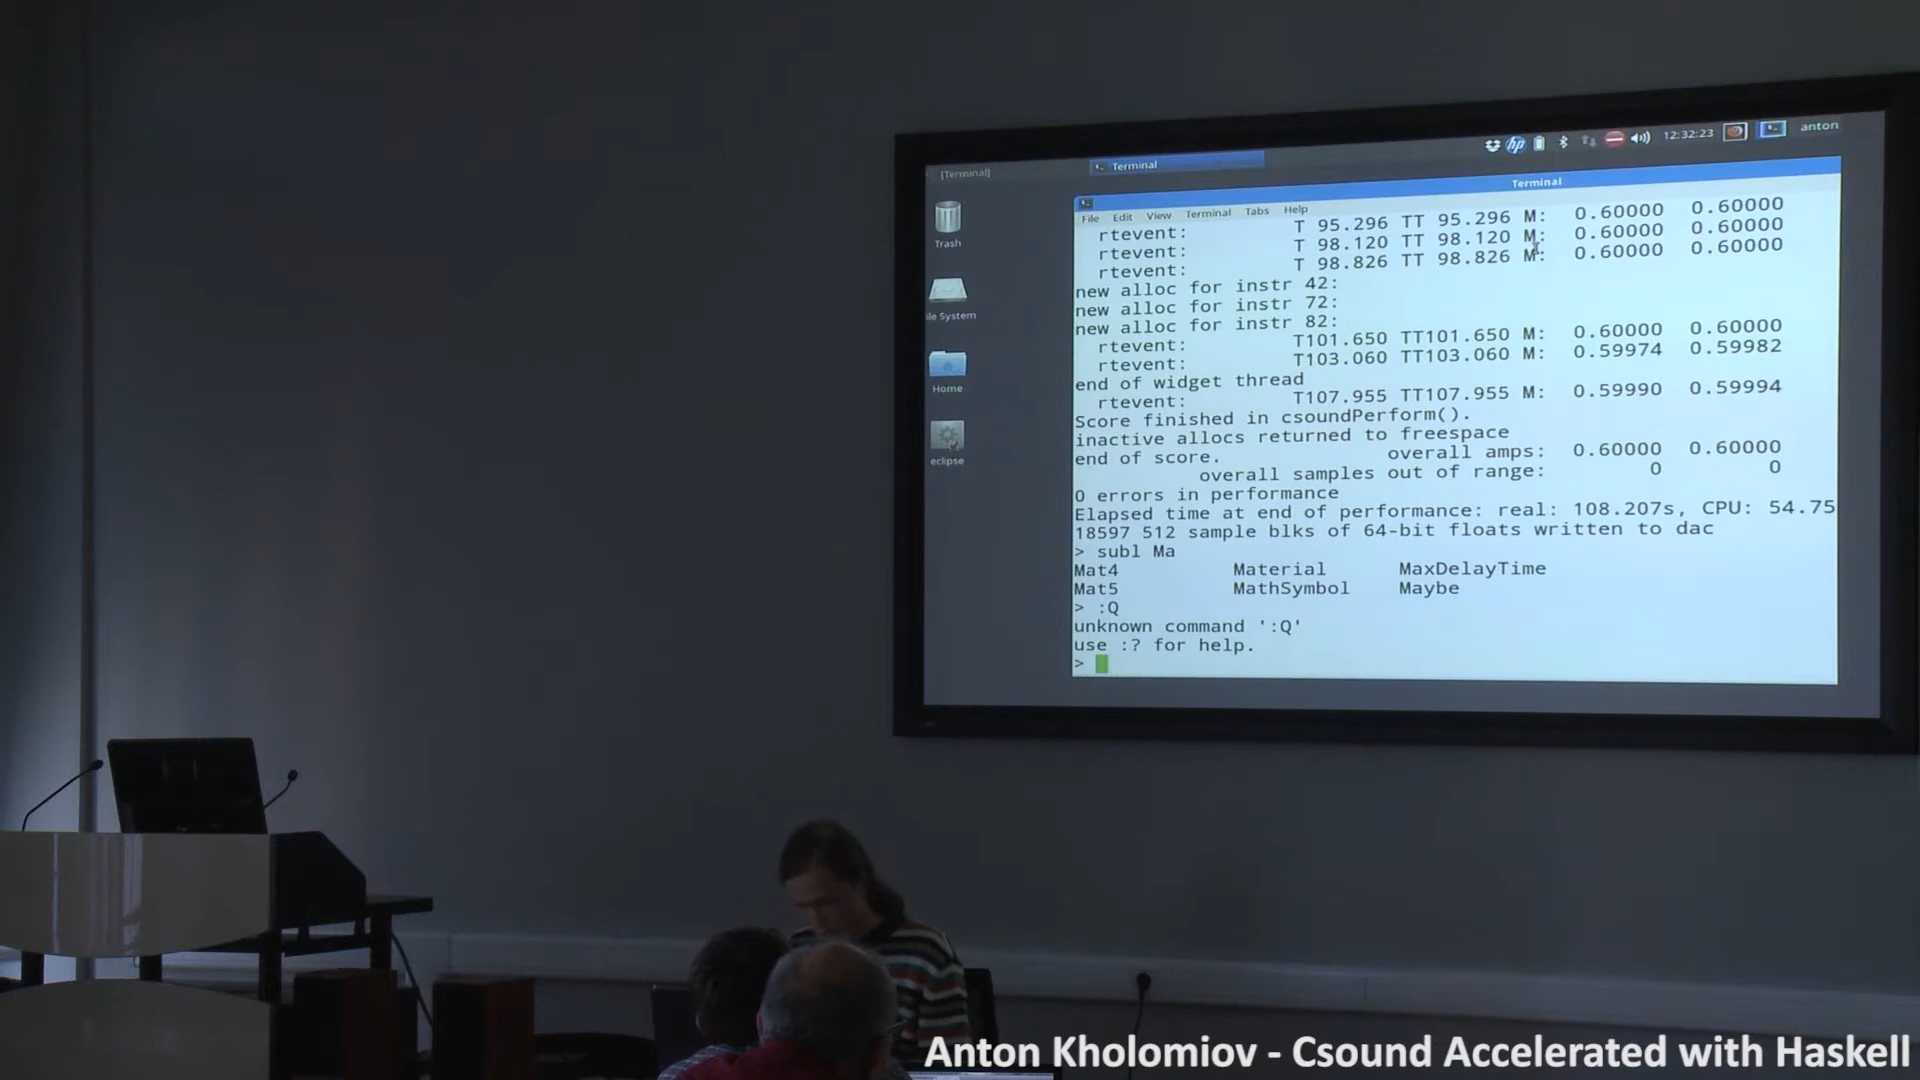 [Terminal]
Terminal
hp
12:32:23
anton
Terminal
File Edit View Terminal Tabs Help
rtevent: T 95.296 TT 95.296 M: 0.60000 0.60000
rtevent: T 98.120 TT 98.120 M: 0.60000 0.60000
rtevent: T 98.826 TT 98.826 M: 0.60000 0.60000
new alloc for instr 42:
new alloc for instr 72:
new alloc for instr 82:
rtevent: T101.650 TT101.650 M: 0.60000 0.60000
rtevent: T103.060 TT103.060 M: 0.59974 0.59982
end of widget thread
rtevent: T107.955 TT107.955 M: 0.59990 0.59994
Score finished in csoundPerform().
inactive allocs returned to freespace
end of score. overall amps: 0.60000 0.60000
overall samples out of range: 0 0
0 errors in performance
Elapsed time at end of performance: real: 108.207s, CPU: 54.75
18597 512 sample blks of 64-bit floats written to dac
> subl Ma
Mat4 Material MaxDelayTime
Mat5 MathSymbol Maybe
> :Q
unknown command ':Q'
use :? for help.
>
Trash
le System
Home
eclipse
Anton Kholomiov - Csound Accelerated with Haskell